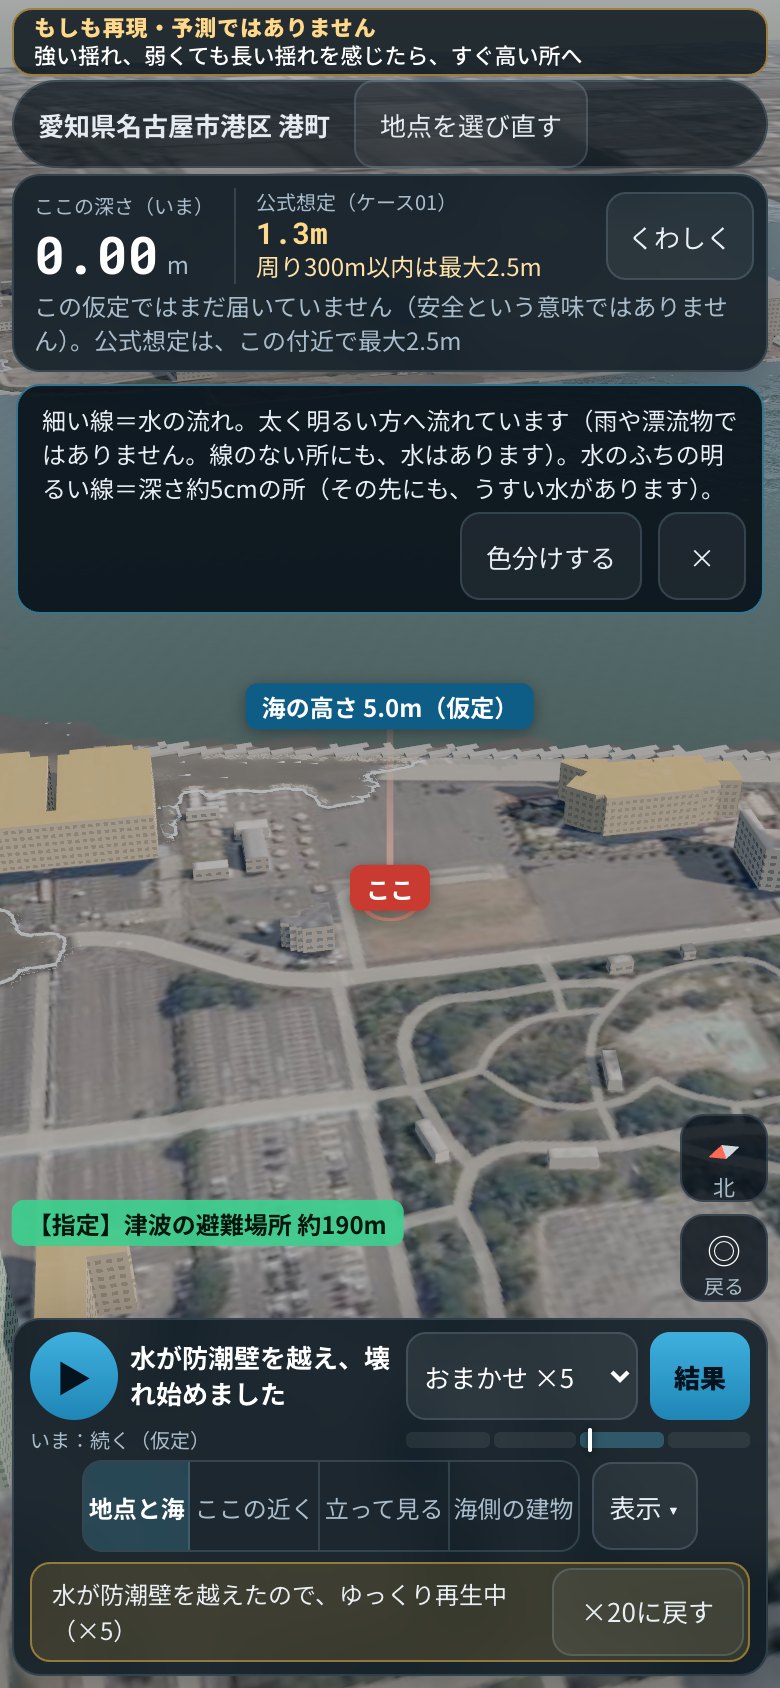 もしも再現・予測ではありません
強い揺れ、弱くても長い揺れを感じたら、すぐ高い所へ
愛知県名古屋市港区 港町
地点を選び直す
ここの深さ（いま）
0.00 m
公式想定（ケース01）
1.3m
周り300m以内は最大2.5m
くわしく
この仮定ではまだ届いていません（安全という意味ではありませ
ん）。公式想定は、この付近で最大2.5m
細い線＝水の流れ。太く明るい方へ流れています（雨や漂流物で
はありません。線のない所にも、水はあります）。水のふちの明
るい線＝深さ約5cmの所（その先にも、うすい水があります）。
色分けする
×
海の高さ 5.0m（仮定）
ここ
北
【指定】津波の避難場所 約190m
戻る
水が防潮壁を越え、壊
れ始めました
おまかせ ×5
結果
いま：続く（仮定）
地点と海
ここの近く
立って見る
海側の建物
表示 ▾
水が防潮壁を越えたので、ゆっくり再生中
（×5）
×20に戻す